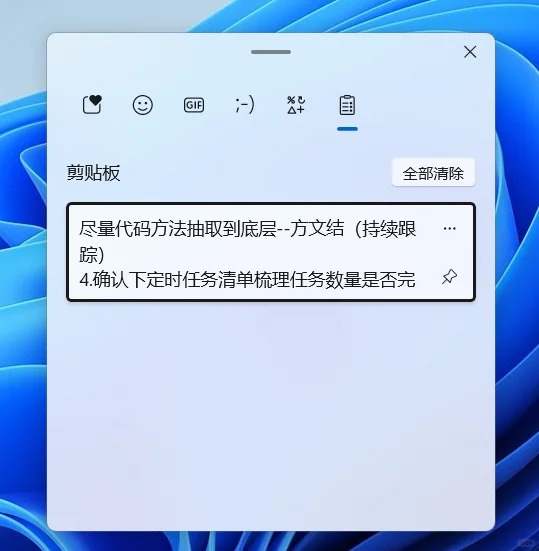 GIF
;-)
剪贴板
全部清除
尽量代码方法抽取到底层--方文结（持续跟
踪）
4.确认下定时任务清单梳理任务数量是否完